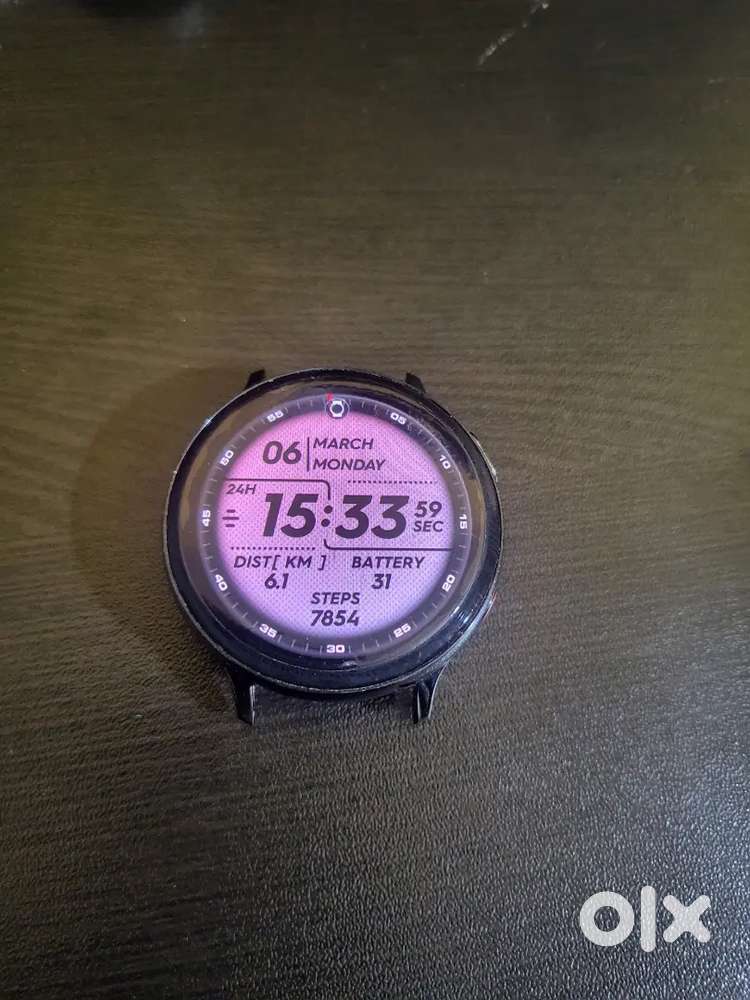 55
05
50
10
45
15
40
20
35
25
30
06
MARCH
MONDAY
24H
15:33
59
SEC
DIST[ KM ]
BATTERY
6.1
31
STEPS
7854
olx